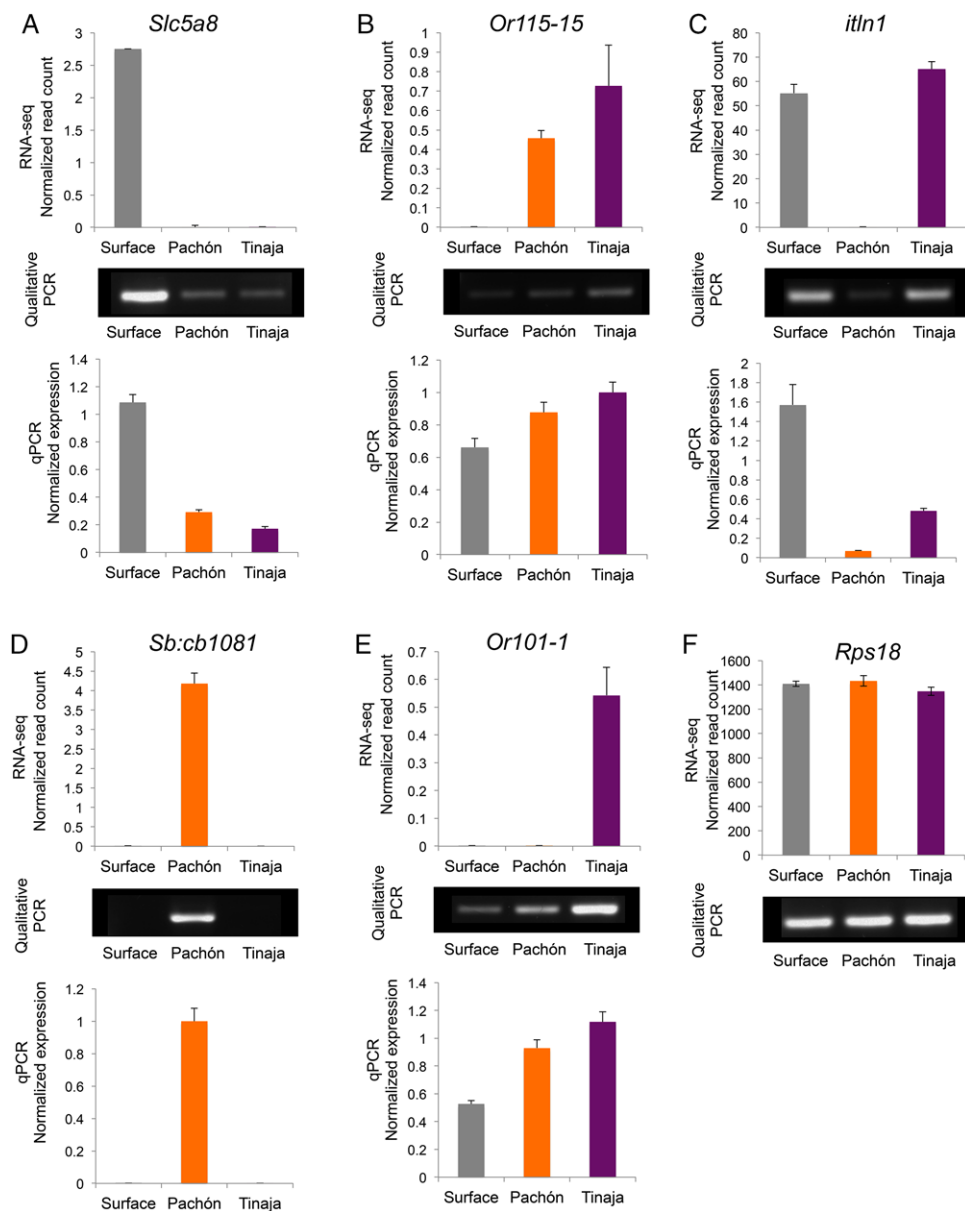 A
Slc5a8
RNA-seq
Normalized read count
3
2.5
2
1.5
1
0.5
0
Surface Pachón Tinaja
Qualitative
PCR
Surface Pachón Tinaja
qPCR
Normalized expression
1.4
1.2
1
0.8
0.6
0.4
0.2
0
Surface Pachón Tinaja
B
Or115-15
RNA-seq
Normalized read count
1
0.9
0.8
0.7
0.6
0.5
0.4
0.3
0.2
0.1
0
Surface Pachón Tinaja
Qualitative
PCR
Surface Pachón Tinaja
qPCR
Normalized expression
1.4
1.2
1
0.8
0.6
0.4
0.2
0
Surface Pachón Tinaja
C
itln1
RNA-seq
Normalized read count
80
70
60
50
40
30
20
10
0
Surface Pachón Tinaja
Qualitative
PCR
Surface Pachón Tinaja
qPCR
Normalized expression
2
1.8
1.6
1.4
1.2
1
0.8
0.6
0.4
0.2
0
Surface Pachón Tinaja
D
Sb:cb1081
RNA-seq
Normalized read count
5
4.5
4
3.5
3
2.5
2
1.5
1
0.5
0
Surface Pachón Tinaja
Qualitative
PCR
Surface Pachón Tinaja
qPCR
Normalized expression
1.2
1
0.8
0.6
0.4
0.2
0
Surface Pachón Tinaja
E
Or101-1
RNA-seq
Normalized read count
0.7
0.6
0.5
0.4
0.3
0.2
0.1
0
Surface Pachón Tinaja
Qualitative
PCR
Surface Pachón Tinaja
qPCR
Normalized expression
1.4
1.2
1
0.8
0.6
0.4
0.2
0
Surface Pachón Tinaja
F
Rps18
RNA-seq
Normalized read count
1600
1400
1200
1000
800
600
400
200
0
Surface Pachón Tinaja
Qualitative
PCR
Surface Pachón Tinaja